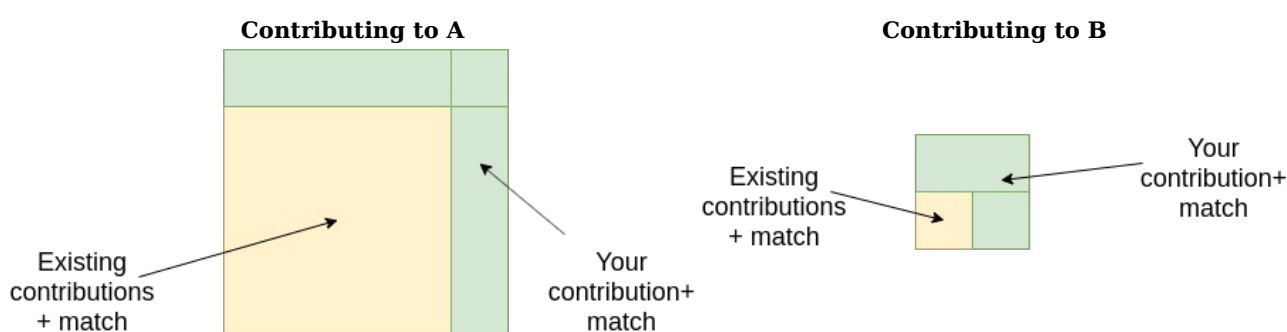 Contributing to A
Existing
contributions
+ match
Your
contribution+
match
Contributing to B
Existing
contributions
+ match
Your
contribution+
match